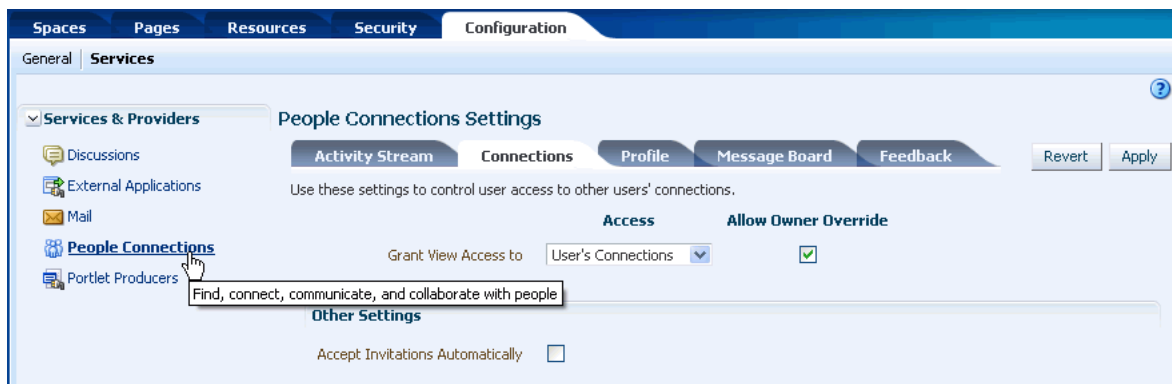 Spaces Pages Resources Security Configuration
General Services
?
Services & Providers
Discussions
External Applications
Mail
People Connections
Portlet Producers
Find, connect, communicate, and collaborate with people
People Connections Settings
Activity Stream Connections Profile Message Board Feedback
Revert Apply
Use these settings to control user access to other users' connections.
Access Allow Owner Override
Grant View Access to User's Connections
Other Settings
Accept Invitations Automatically